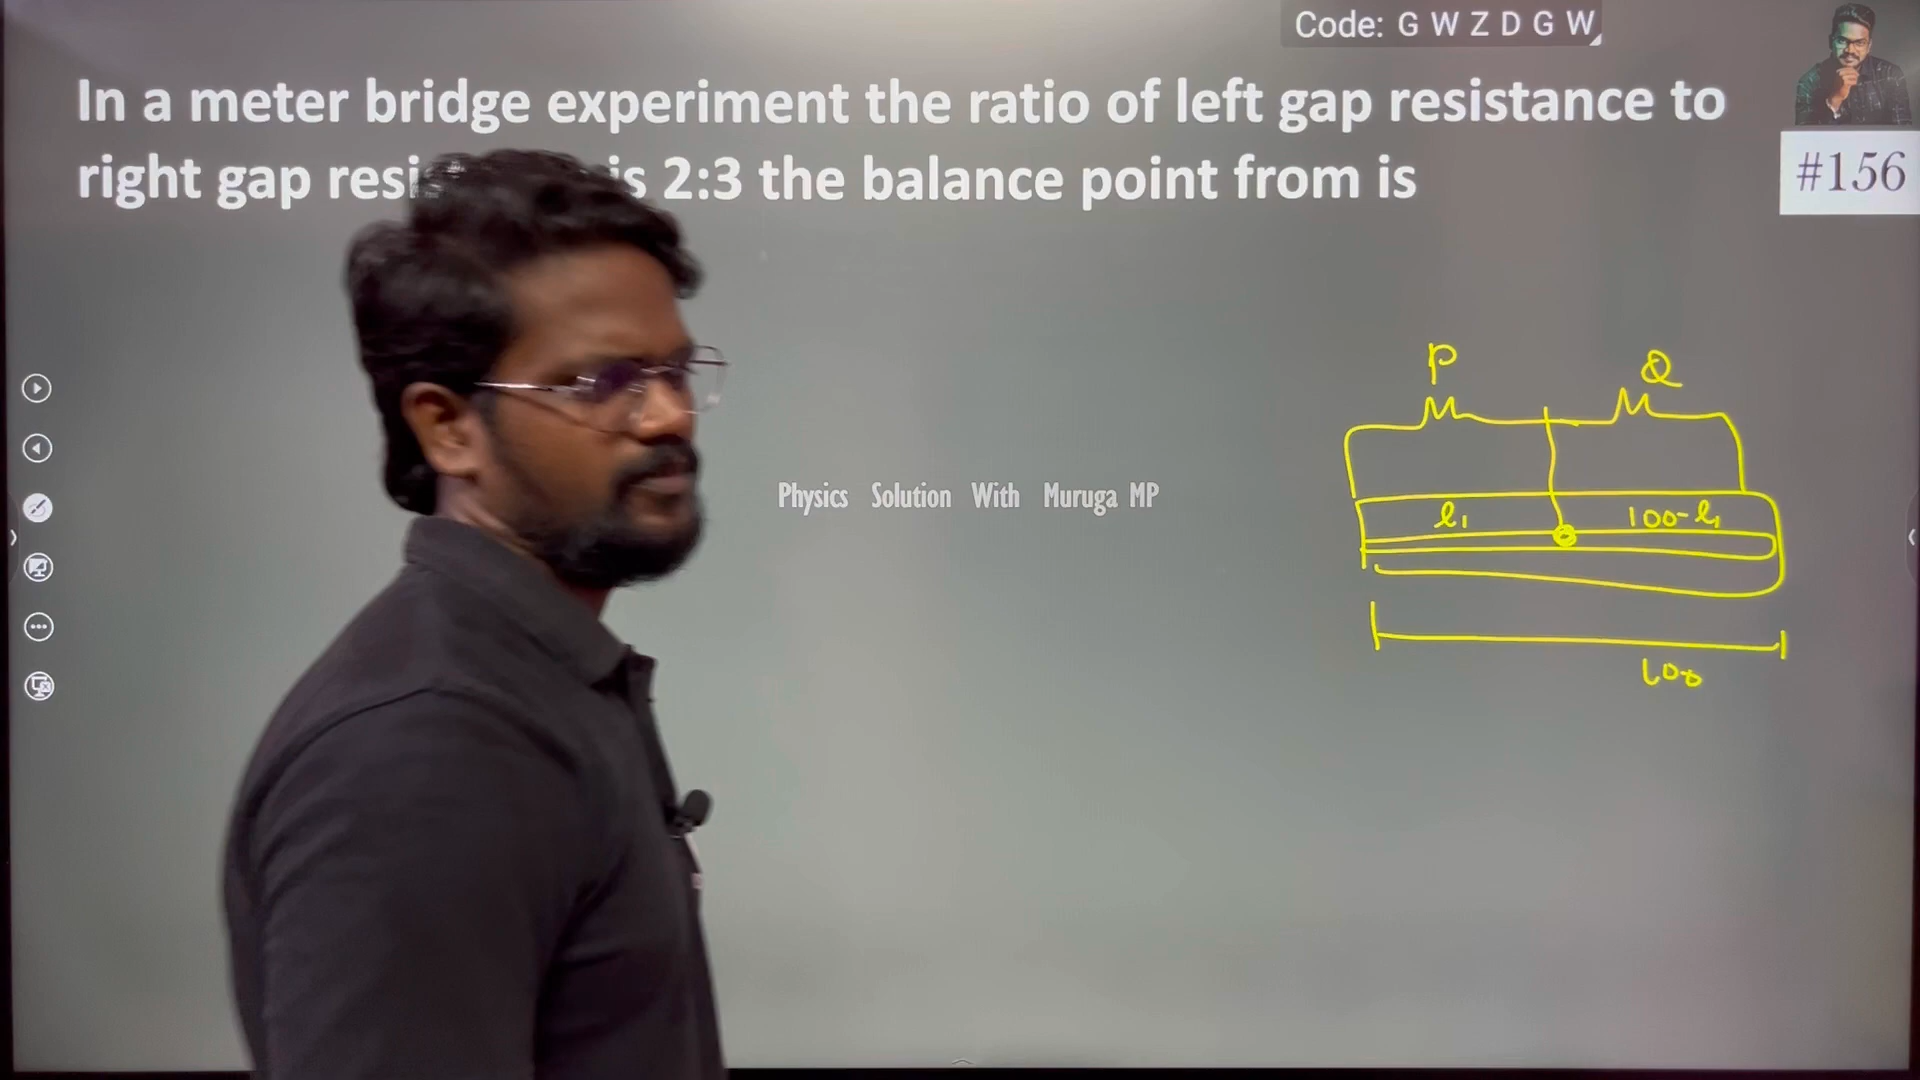 Code: G W Z D G W
In a meter bridge experiment the ratio of left gap resistance to
right gap is 2:3 the balance point from is
#156
P Q
Physics Solution With Muruga MP
l₁ 100-l₁
100